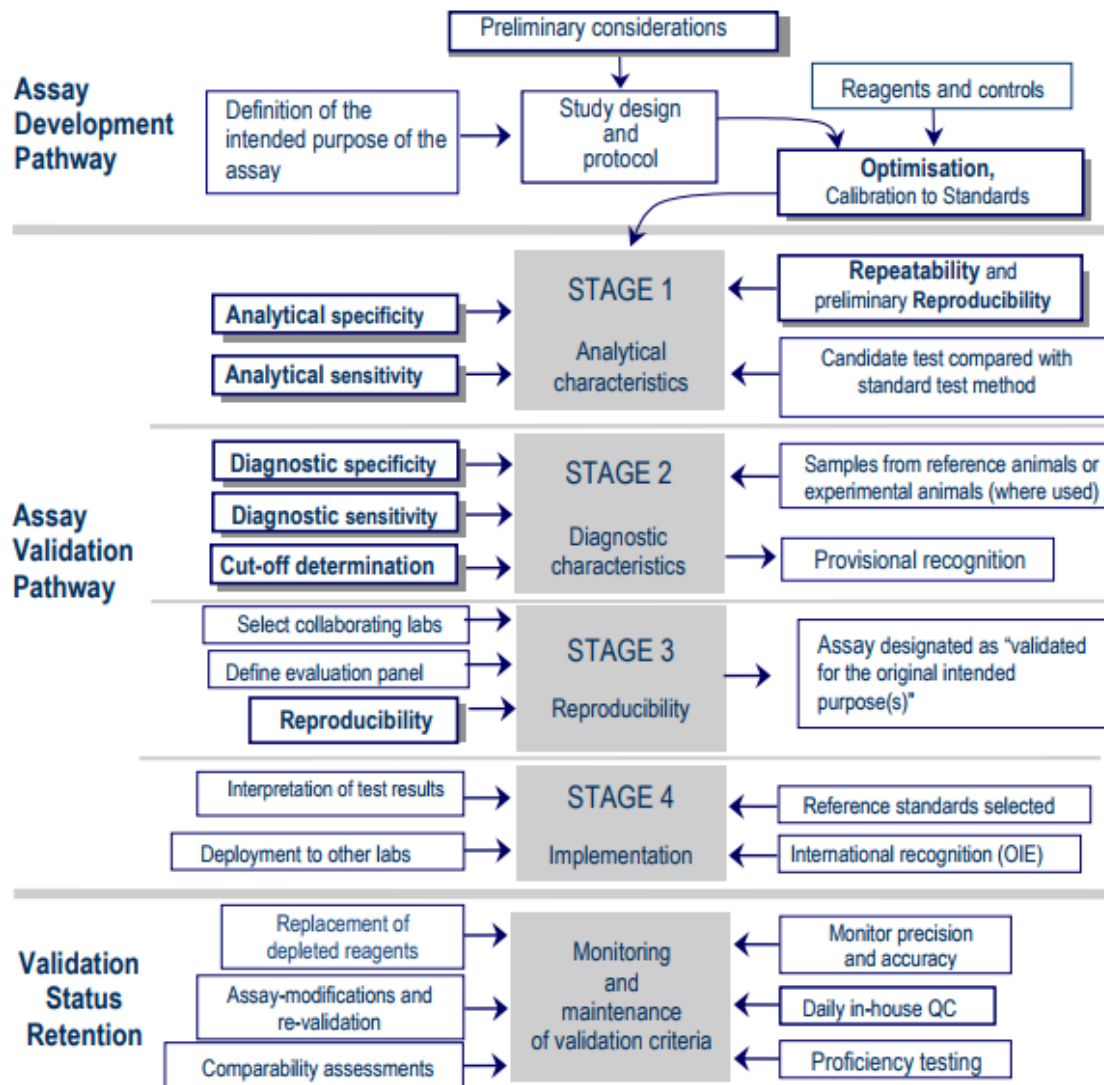 Preliminary considerations
Assay
Development
Pathway
Definition of the
intended purpose of the
assay
Study design
and
protocol
Reagents and controls
Optimisation,
Calibration to Standards
STAGE 1
Analytical
characteristics
Analytical specificity
Analytical sensitivity
Repeatability and
preliminary Reproducibility
Candidate test compared with
standard test method
Assay
Validation
Pathway
Diagnostic specificity
Diagnostic sensitivity
Cut-off determination
STAGE 2
Diagnostic
characteristics
Samples from reference animals or
experimental animals (where used)
Provisional recognition
Select collaborating labs
Define evaluation panel
Reproducibility
STAGE 3
Reproducibility
Assay designated as “validated
for the original intended
purpose(s)”
Interpretation of test results
Deployment to other labs
STAGE 4
Implementation
Reference standards selected
International recognition (OIE)
Validation
Status
Retention
Replacement of
depleted reagents
Assay-modifications and
re-validation
Comparability assessments
Monitoring
and
maintenance
of validation criteria
Monitor precision
and accuracy
Daily in-house QC
Proficiency testing